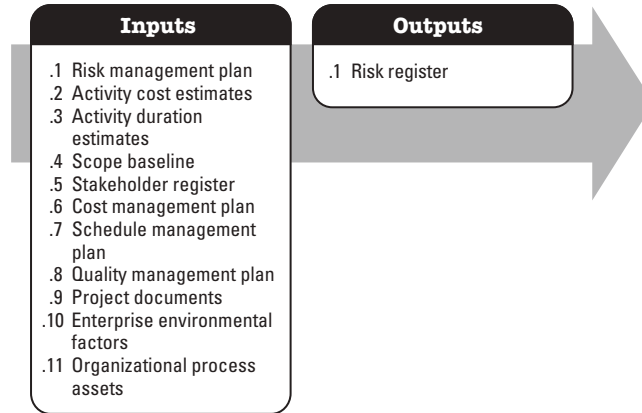 Inputs
.1 Risk management plan
.2 Activity cost estimates
.3 Activity duration
estimates
.4 Scope baseline
.5 Stakeholder register
.6 Cost management plan
.7 Schedule management
plan
.8 Quality management plan
.9 Project documents
.10 Enterprise environmental
factors
.11 Organizational process
assets
Outputs
.1 Risk register